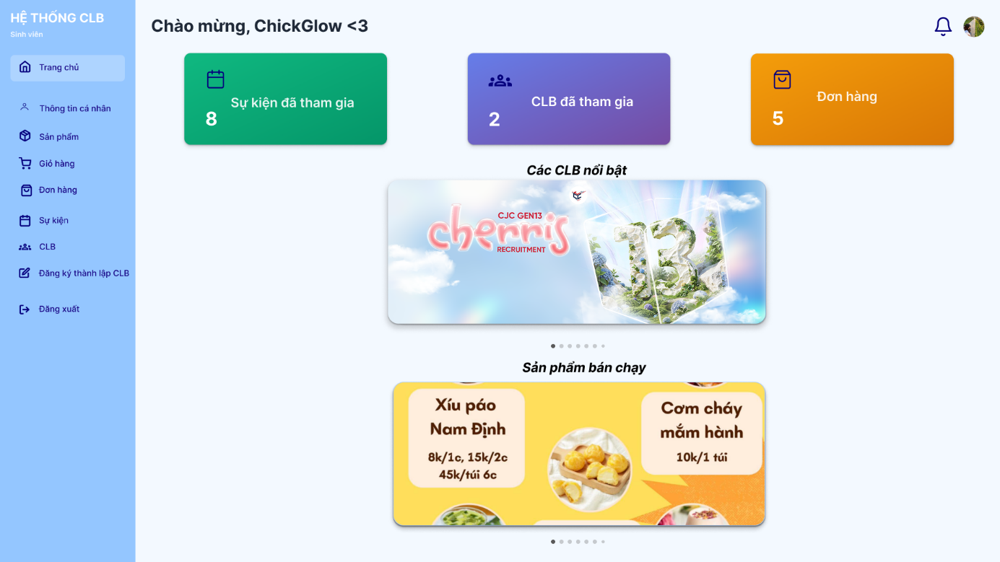 HỆ THỐNG CLB
Sinh viên
Trang chủ
Thông tin cá nhân
Sản phẩm
Giỏ hàng
Đơn hàng
Sự kiện
CLB
Đăng ký thành lập CLB
Đăng xuất
Chào mừng, ChickGlow <3
Sự kiện đã tham gia
8
CLB đã tham gia
2
Đơn hàng
5
Các CLB nổi bật
CJC GEN13
cherris
RECRUITMENT
13
Sản phẩm bán chạy
Xíu páo
Nam Định
8k/1c, 15k/2c
45k/túi 6c
Cơm cháy
mắm hành
10k/1 túi